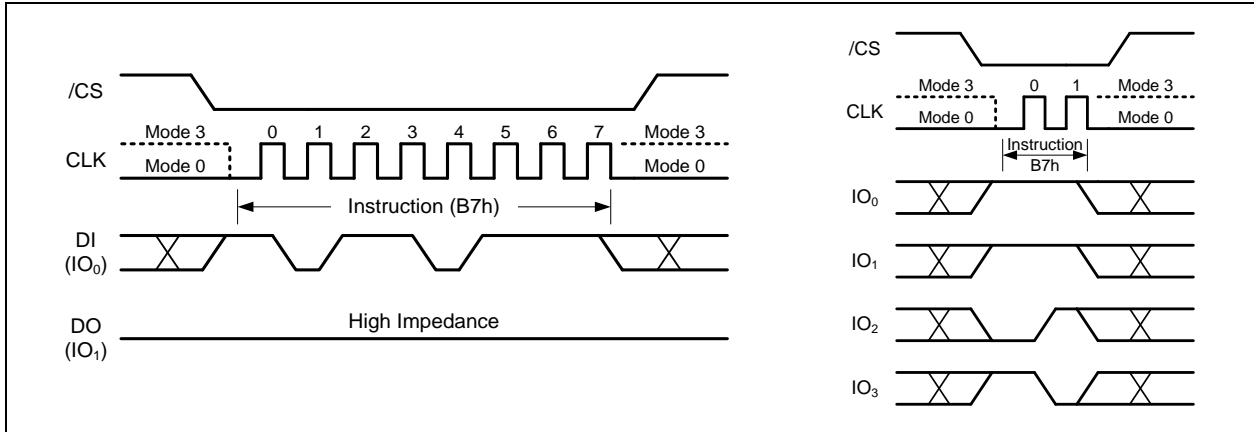 /CS
Mode 3 0 1 2 3 4 5 6 7 Mode 3
CLK
Mode 0 Mode 0
Instruction (B7h)
DI
(IO₀)
High Impedance
DO
(IO₁)
/CS
Mode 3 0 1 Mode 3
CLK
Mode 0 Mode 0
Instruction
B7h
IO₀
IO₁
IO₂
IO₃